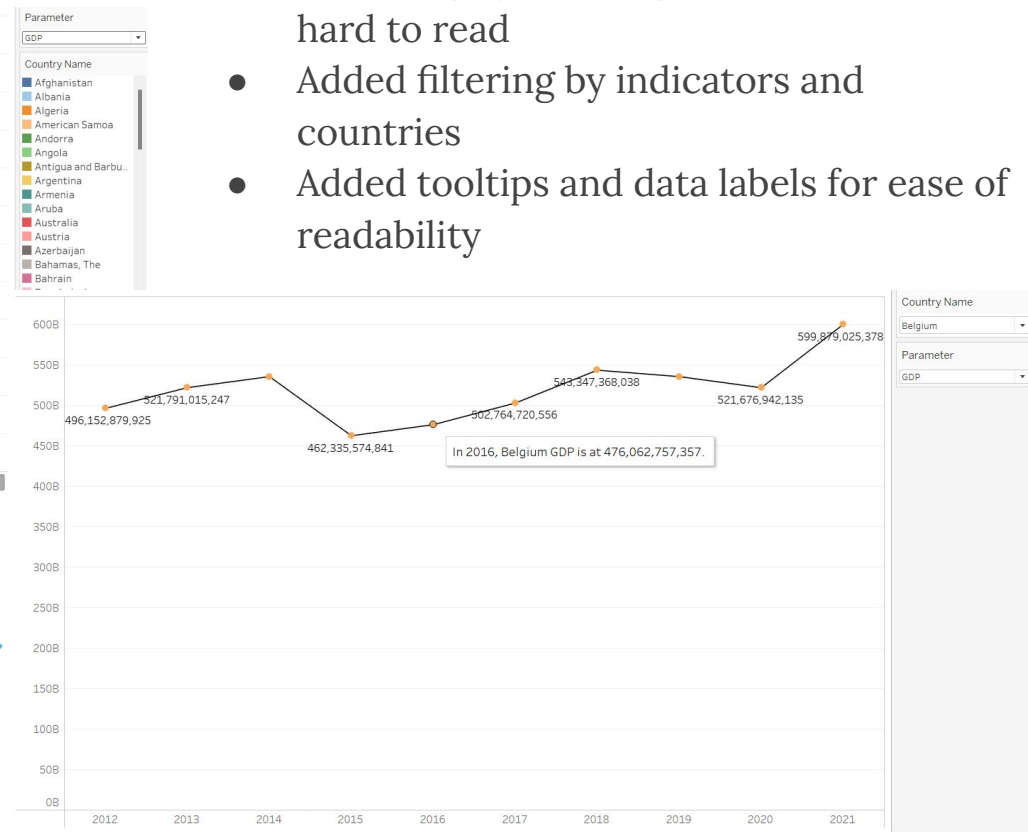 Parameter
GDP
Country Name
Afghanistan
Albania
Algeria
American Samoa
Andorra
Angola
Antigua and Barbu..
Argentina
Armenia
Aruba
Australia
Austria
Azerbaijan
Bahamas, The
Bahrain
hard to read
● Added filtering by indicators and
countries
● Added tooltips and data labels for ease of
readability
600B
550B
500B
450B
400B
350B
300B
250B
200B
150B
100B
50B
0B
496,152,879,925
521,791,015,247
462,335,574,841
502,764,720,556
543,347,368,038
521,676,942,135
599,879,025,378
In 2016, Belgium GDP is at 476,062,757,357.
2012 2013 2014 2015 2016 2017 2018 2019 2020 2021
Country Name
Belgium
Parameter
GDP